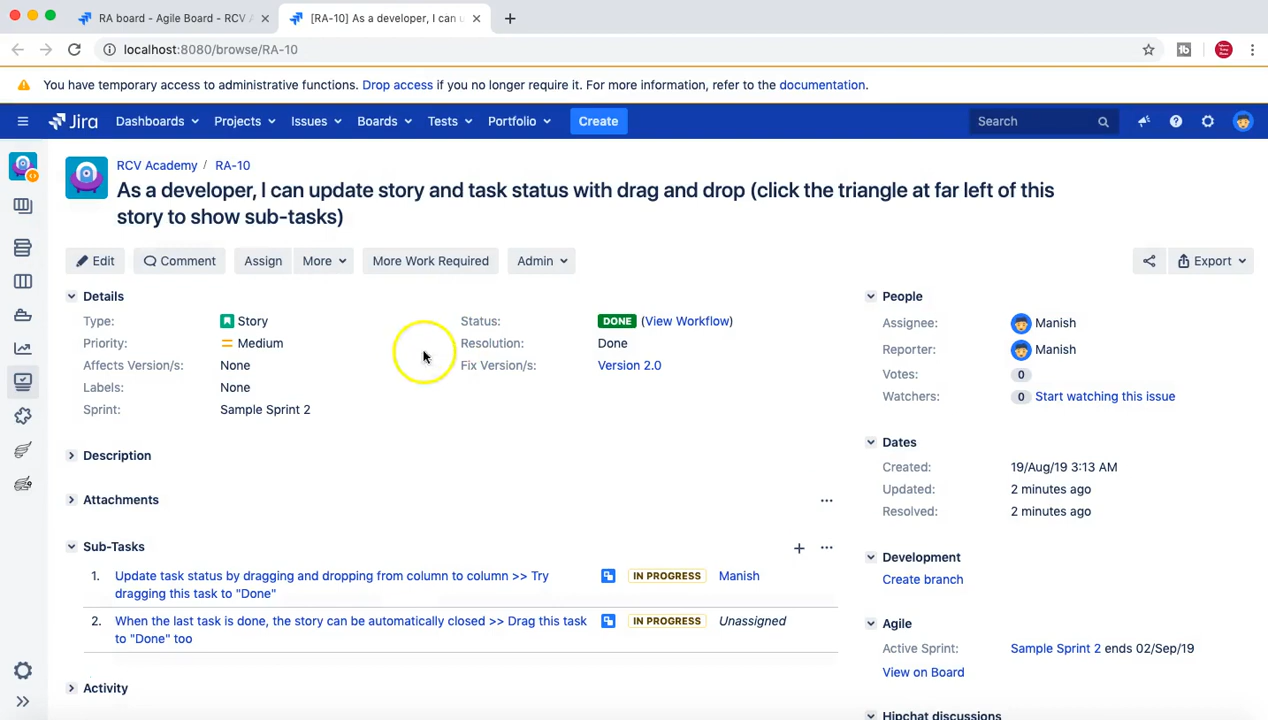 RA board - Agile Board - RCV A
[RA-10] As a developer, I can u
localhost:8080/browse/RA-10
You have temporary access to administrative functions. Drop access if you no longer require it. For more information, refer to the documentation.
Jira Dashboards Projects Issues Boards Tests Portfolio Create Search
RCV Academy / RA-10
As a developer, I can update story and task status with drag and drop (click the triangle at far left of this
story to show sub-tasks)
Edit Comment Assign More More Work Required Admin Export
Details
Type: Story
Priority: Medium
Affects Version/s: None
Labels: None
Sprint: Sample Sprint 2
Status: DONE (View Workflow)
Resolution: Done
Fix Version/s: Version 2.0
Description
Attachments
Sub-Tasks
1. Update task status by dragging and dropping from column to column >> Try
dragging this task to "Done"
IN PROGRESS Manish
2. When the last task is done, the story can be automatically closed >> Drag this task
to "Done" too
IN PROGRESS Unassigned
Activity
People
Assignee: Manish
Reporter: Manish
Votes: 0
Watchers: 0 Start watching this issue
Dates
Created: 19/Aug/19 3:13 AM
Updated: 2 minutes ago
Resolved: 2 minutes ago
Development
Create branch
Agile
Active Sprint: Sample Sprint 2 ends 02/Sep/19
View on Board
Hipchat discussions